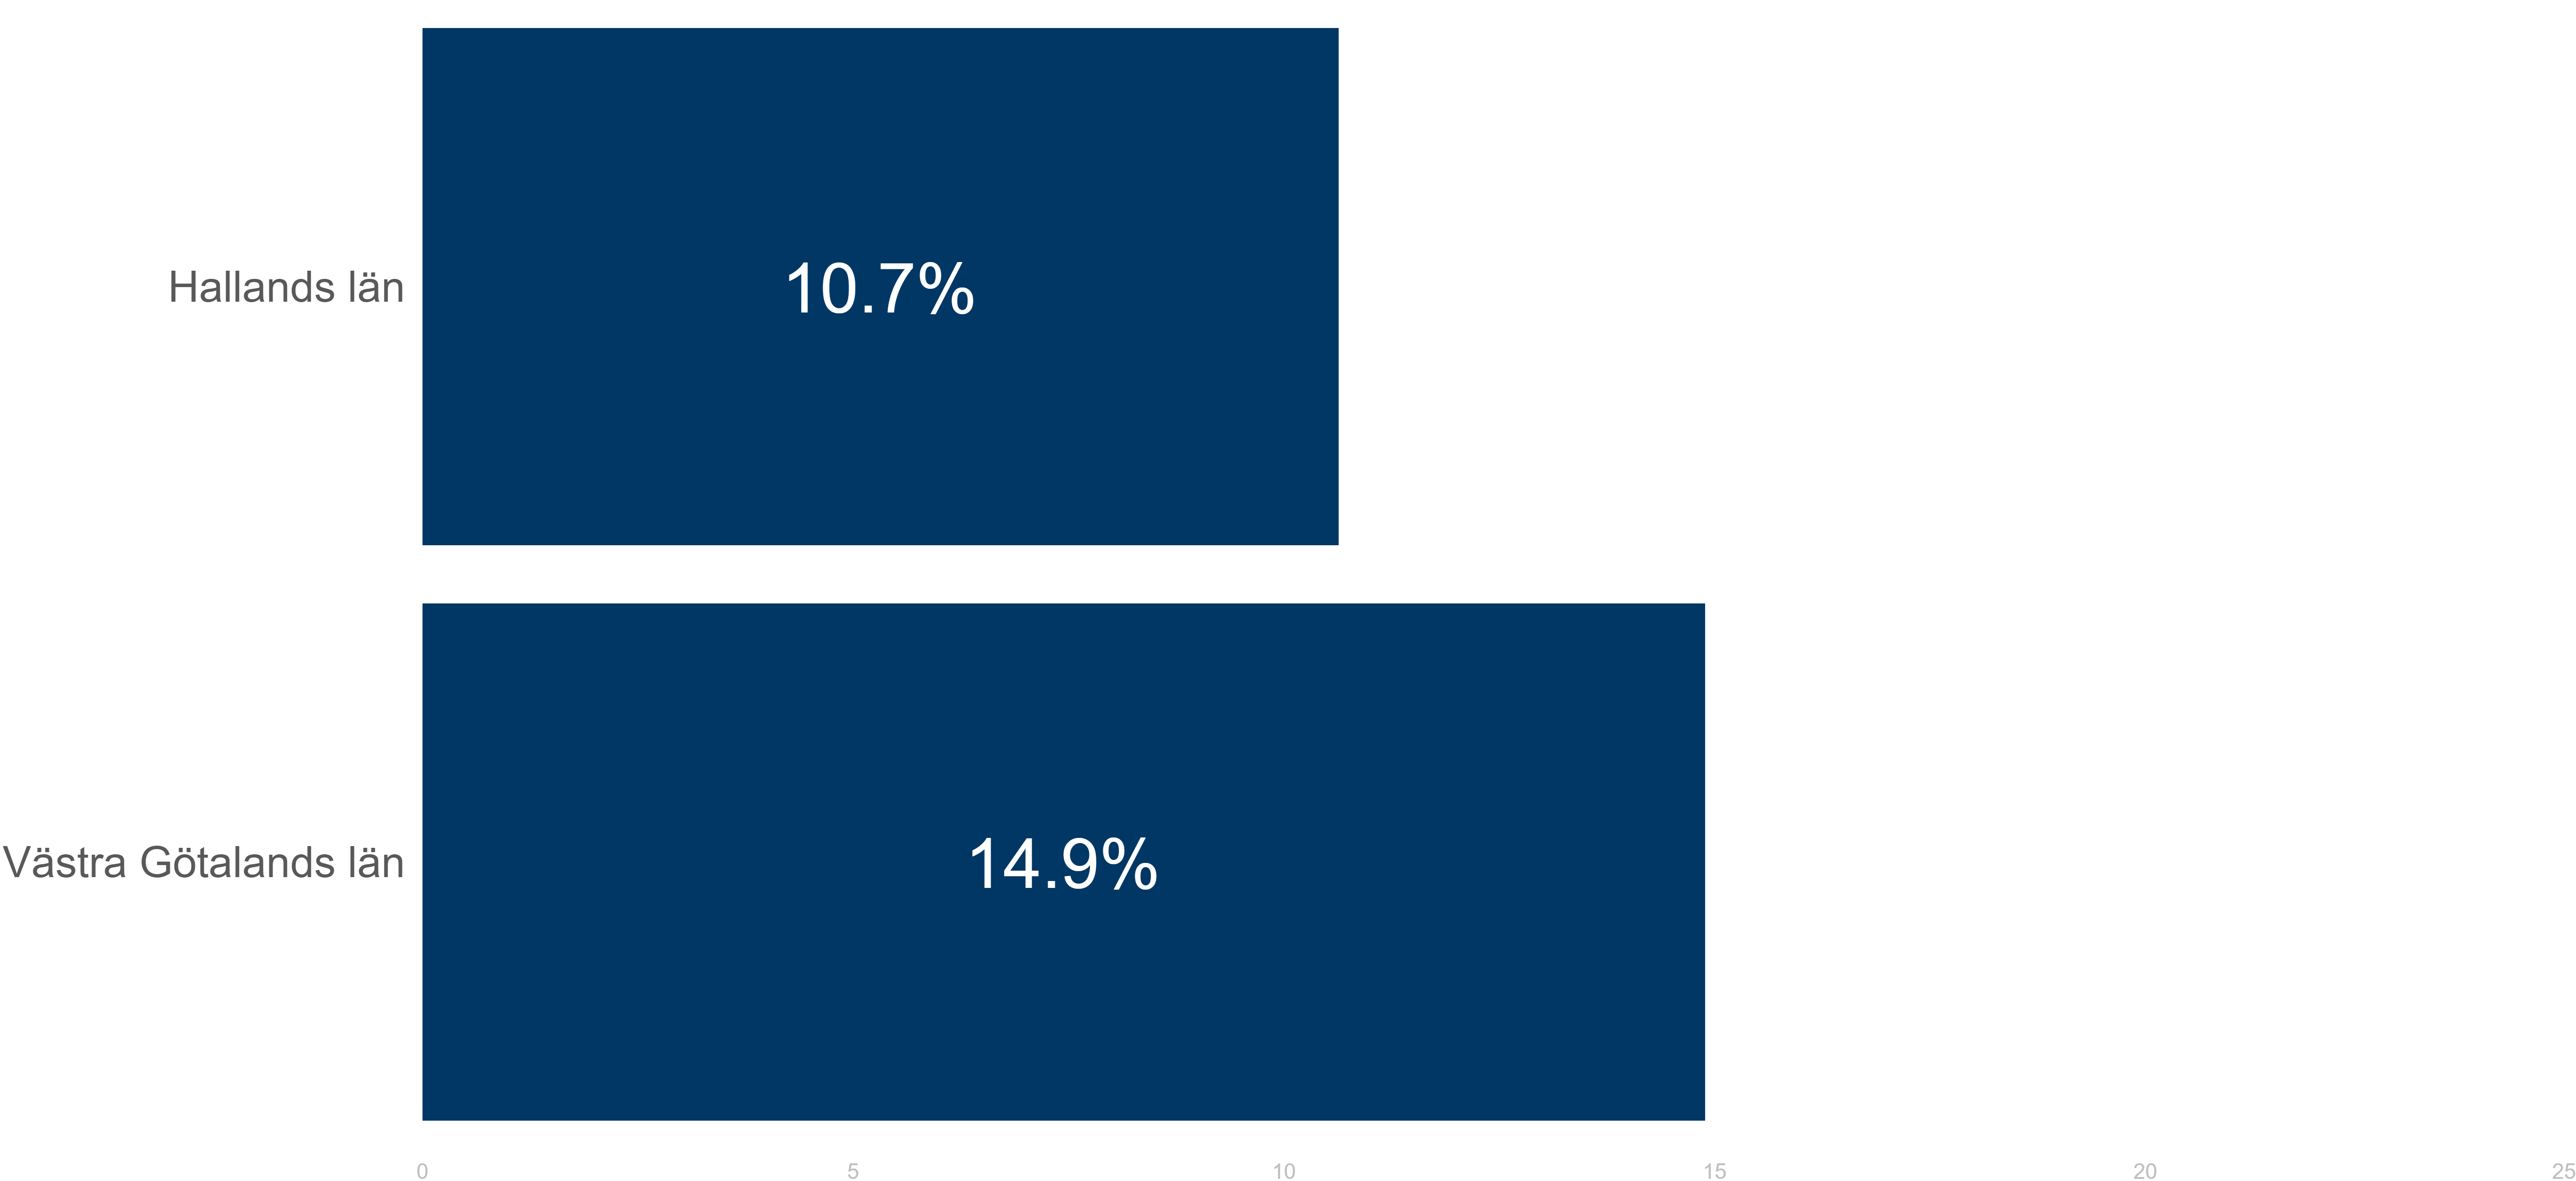 Hallands län
10.7%
Västra Götalands län
14.9%
0 5 10 15 20 25